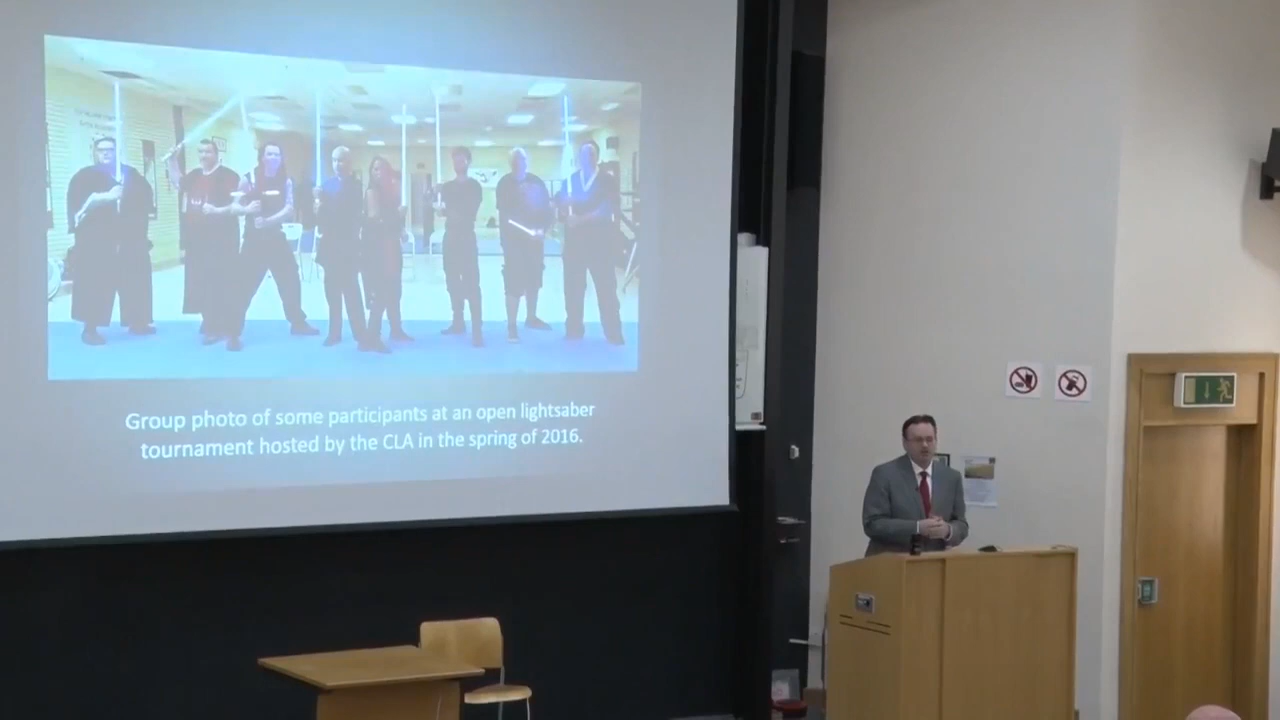 Group photo of some participants at an open lightsaber
tournament hosted by the CLA in the spring of 2016.